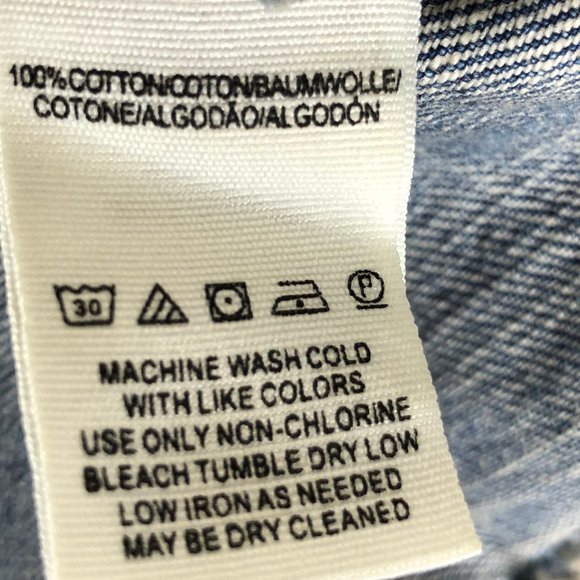 100% COTTON/COTON/BAUMWOLLE/
COTONE/ALGODÃO/ALGODÓN
30
P
MACHINE WASH COLD
WITH LIKE COLORS
USE ONLY NON-CHLORINE
BLEACH TUMBLE DRY LOW
LOW IRON AS NEEDED
MAY BE DRY CLEANED